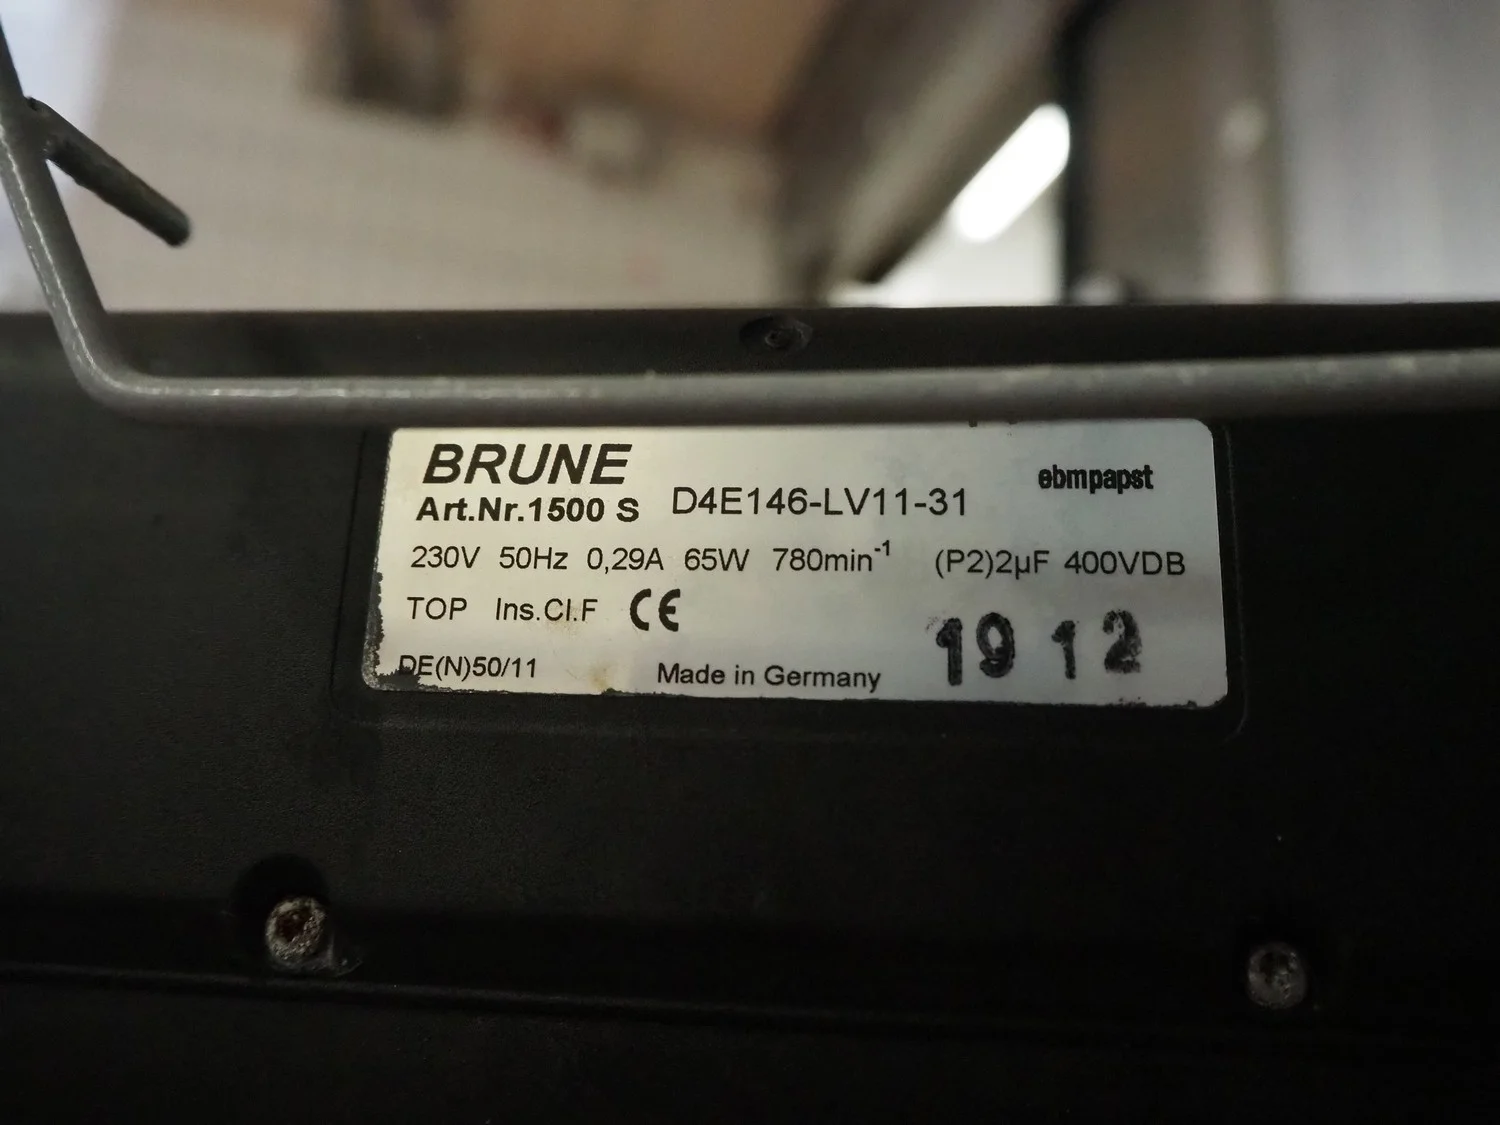 BRUNE
ebmpapst
Art.Nr.1500 S D4E146-LV11-31
230V 50Hz 0,29A 65W 780min⁻¹ (P2)2µF 400VDB
TOP Ins.Cl.F CE
DE(N)50/11 Made in Germany 19 12